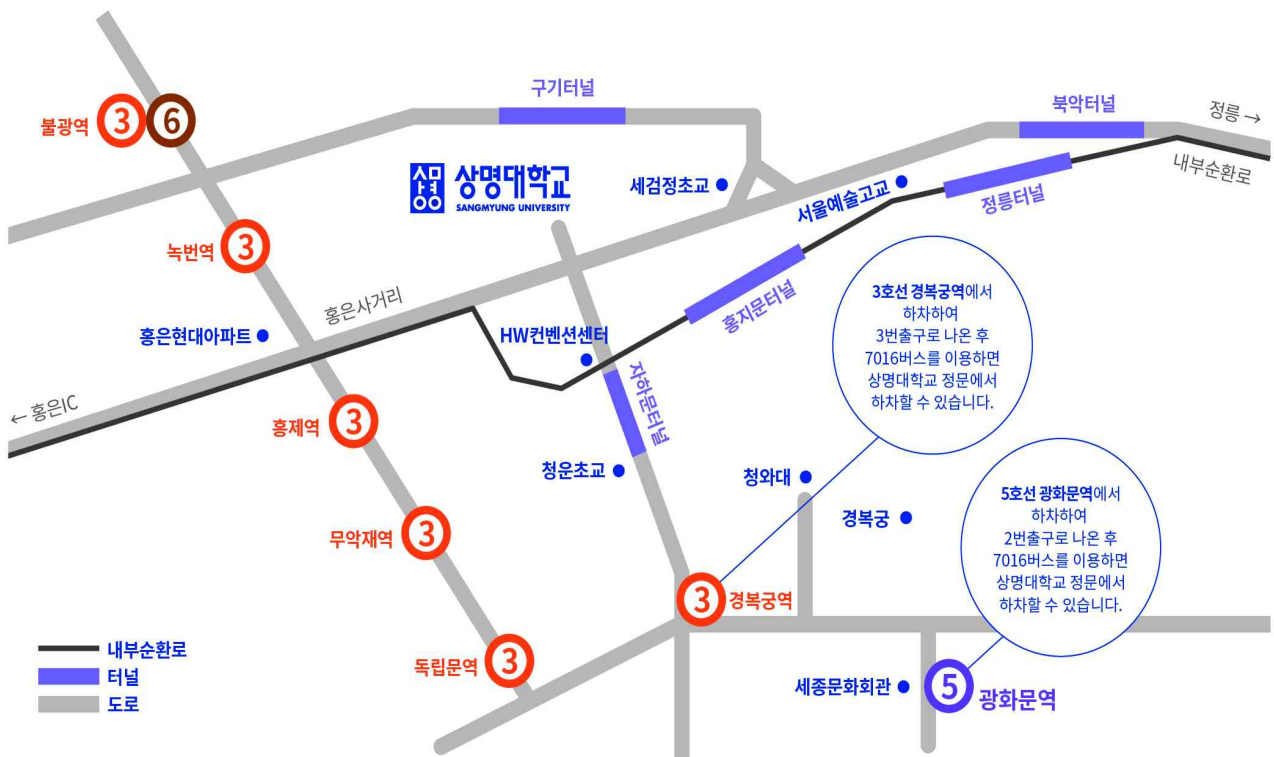 구기터널
북악터널
정릉 →
불광역
3
6
내부순환로
상명
상명대학교
SANGMYUNG UNIVERSITY
세검정초교
서울예술고교
정릉터널
녹번역
3
홍은사거리
홍지문터널
3호선 경복궁역에서
하차하여
3번출구로 나온 후
7016버스를 이용하면
상명대학교 정문에서
하차할 수 있습니다.
홍은현대아파트
HW컨벤션센터
자하문터널
← 홍은IC
홍제역
3
청운초교
청와대
경복궁
5호선 광화문역에서
하차하여
2번출구로 나온 후
7016버스를 이용하면
상명대학교 정문에서
하차할 수 있습니다.
무악재역
3
3
경복궁역
독립문역
3
내부순환로
터널
도로
세종문화회관
5
광화문역